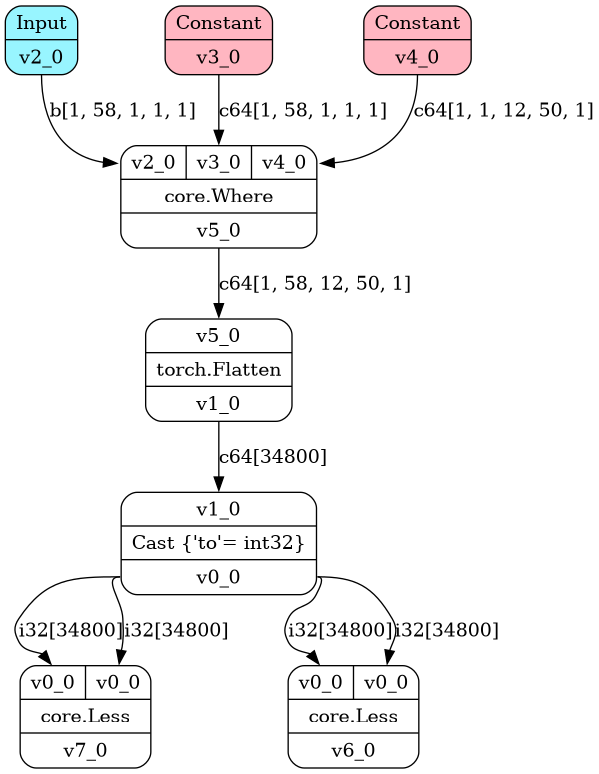 Input
v2_0
Constant
v3_0
Constant
v4_0
b[1, 58, 1, 1, 1]
c64[1, 58, 1, 1, 1]
c64[1, 1, 12, 50, 1]
v2_0 v3_0 v4_0
core.Where
v5_0
c64[1, 58, 12, 50, 1]
v5_0
torch.Flatten
v1_0
c64[34800]
v1_0
Cast {'to'= int32}
v0_0
i32[34800]
i32[34800]
i32[34800]
i32[34800]
v0_0 v0_0
core.Less
v7_0
v0_0 v0_0
core.Less
v6_0